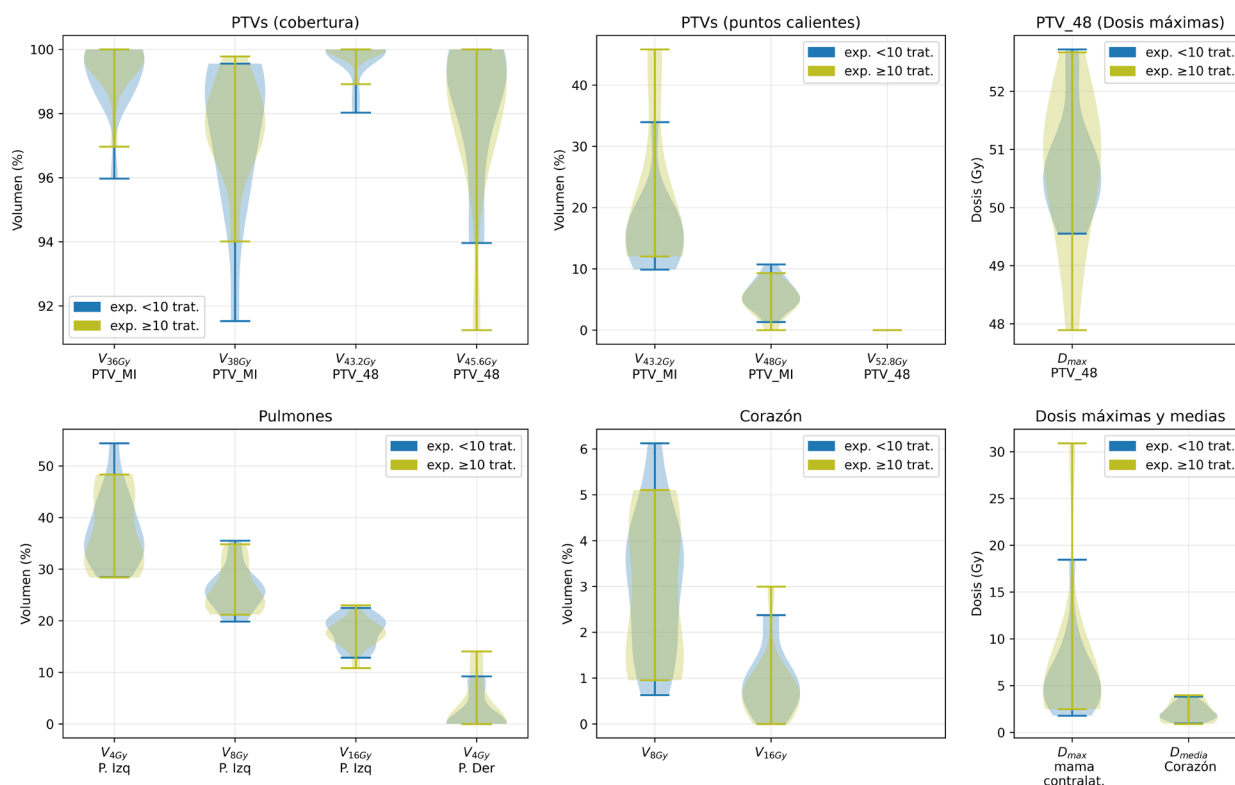 PTVs (cobertura)
Volumen (%)
100
98
96
94
92
exp. <10 trat.
exp. ≥10 trat.
V36Gy
PTV_MI
V38Gy
PTV_MI
V43.2Gy
PTV_48
V45.6Gy
PTV_48
PTVs (puntos calientes)
Volumen (%)
40
30
20
10
0
exp. <10 trat.
exp. ≥10 trat.
V43.2Gy
PTV_MI
V48Gy
PTV_MI
V52.8Gy
PTV_48
PTV_48 (Dosis máximas)
Dosis (Gy)
52
51
50
49
48
exp. <10 trat.
exp. ≥10 trat.
Dmax
PTV_48
Pulmones
Volumen (%)
50
40
30
20
10
0
exp. <10 trat.
exp. ≥10 trat.
V4Gy
P. Izq
V8Gy
P. Izq
V16Gy
P. Izq
V4Gy
P. Der
Corazón
Volumen (%)
6
5
4
3
2
1
0
exp. <10 trat.
exp. ≥10 trat.
V8Gy
V16Gy
Dosis máximas y medias
Dosis (Gy)
30
25
20
15
10
5
0
exp. <10 trat.
exp. ≥10 trat.
Dmax
mama
contralat.
Dmedia
Corazón